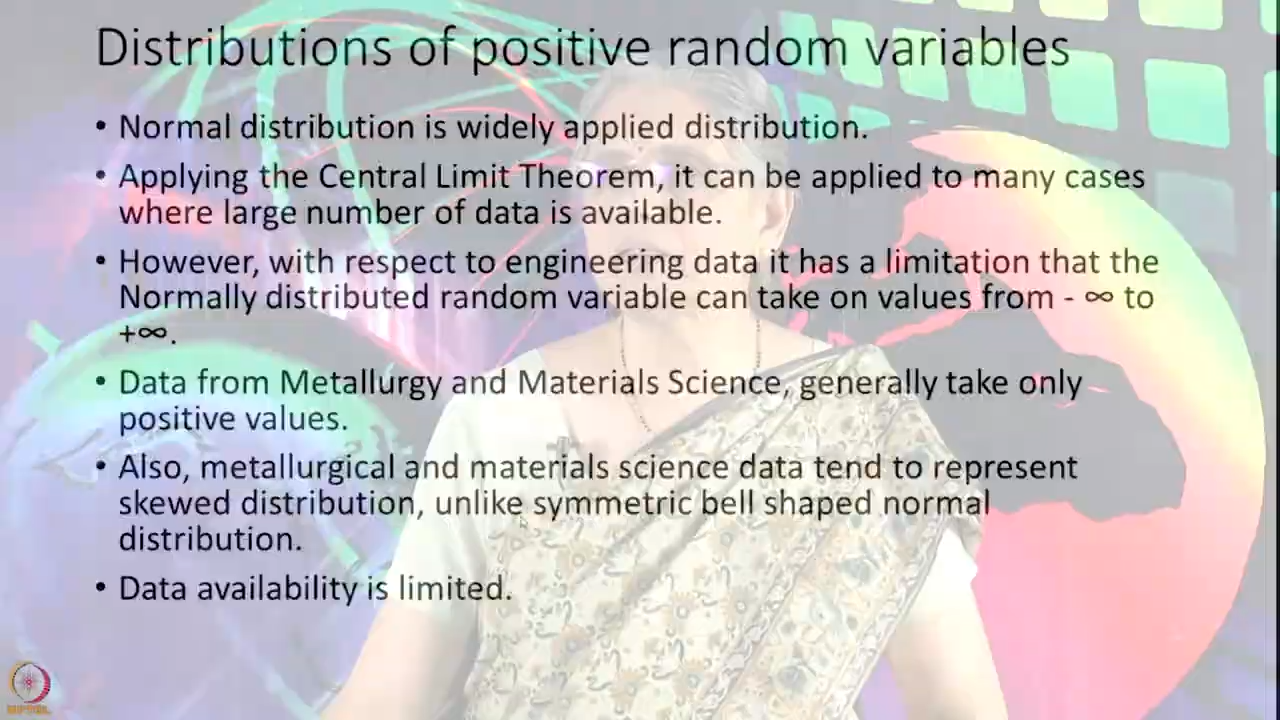 Distributions of positive random variables
• Normal distribution is widely applied distribution.
• Applying the Central Limit Theorem, it can be applied to many cases
where large number of data is available.
• However, with respect to engineering data it has a limitation that the
Normally distributed random variable can take on values from - ∞ to
+∞.
• Data from Metallurgy and Materials Science, generally take only
positive values.
• Also, metallurgical and materials science data tend to represent
skewed distribution, unlike symmetric bell shaped normal
distribution.
• Data availability is limited.
NPTEL